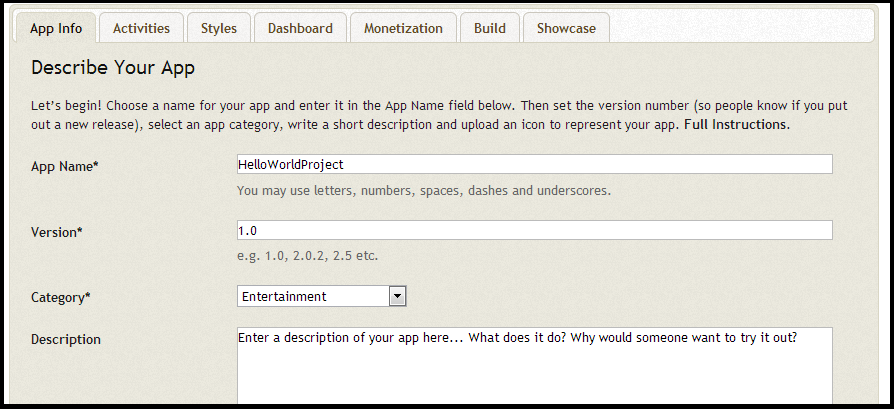 App Info Activities Styles Dashboard Monetization Build Showcase
Describe Your App
Let's begin! Choose a name for your app and enter it in the App Name field below. Then set the version number (so people know if you put
out a new release), select an app category, write a short description and upload an icon to represent your app. Full Instructions.
App Name* HelloWorldProject
You may use letters, numbers, spaces, dashes and underscores.
Version* 1.0
e.g. 1.0, 2.0.2, 2.5 etc.
Category* Entertainment
Description Enter a description of your app here... What does it do? Why would someone want to try it out?